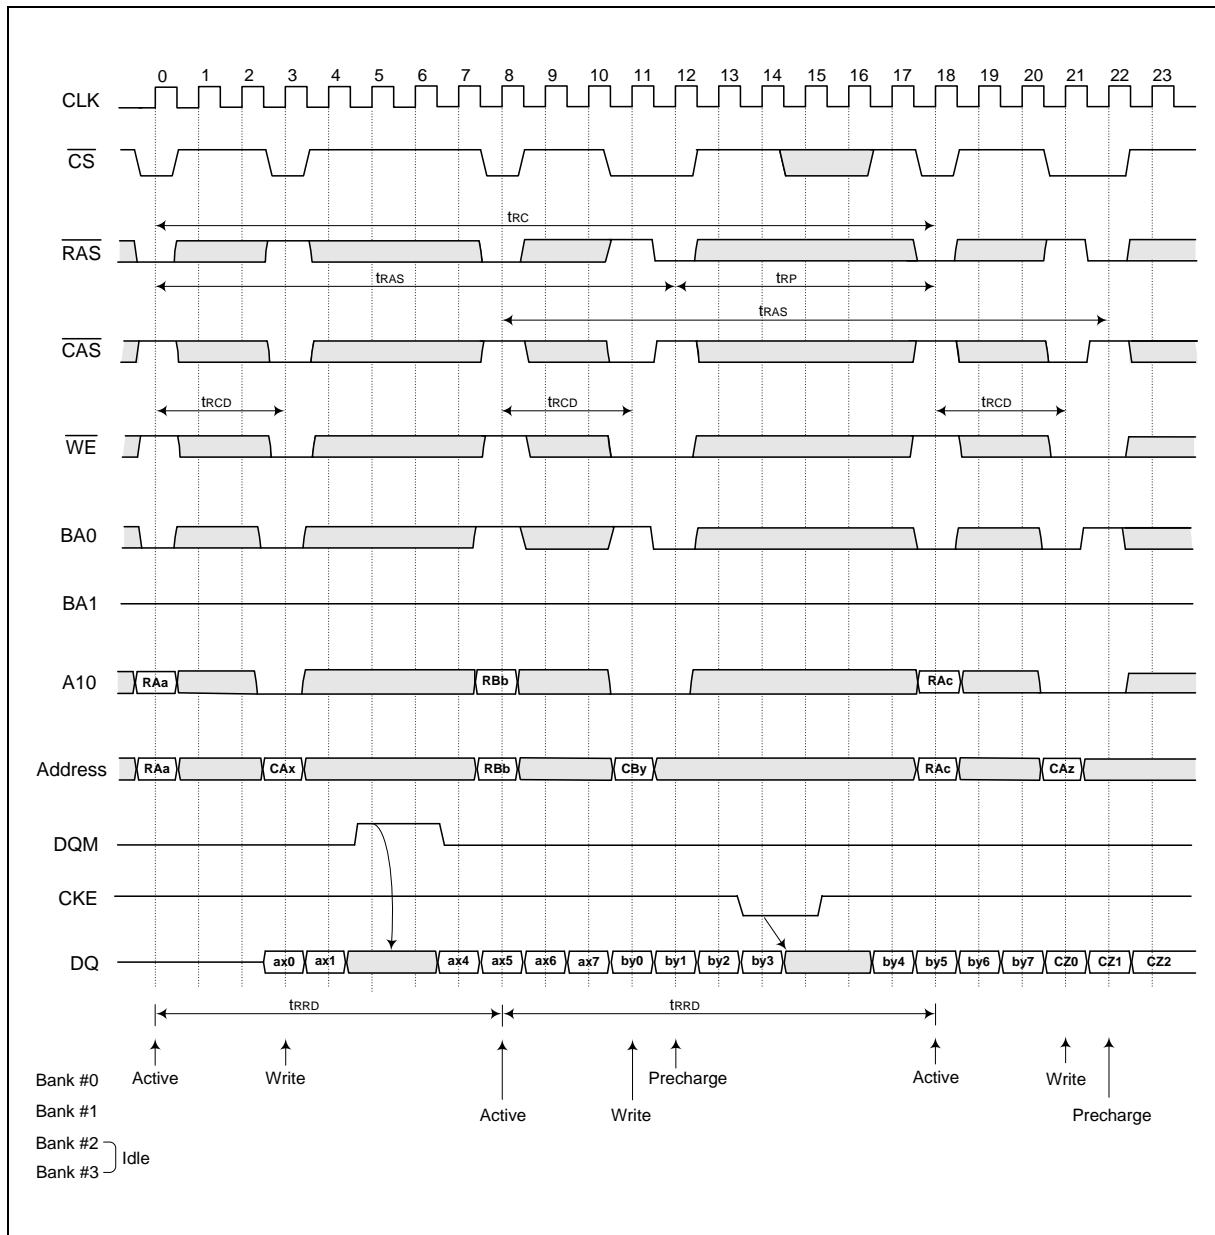 0 1 2 3 4 5 6 7 8 9 10 11 12 13 14 15 16 17 18 19 20 21 22 23
CLK
CS
tRC
RAS
tRAS tRP
tRAS
CAS
tRCD tRCD tRCD
WE
BA0
BA1
A10 RAa RBb RAc
Address RAa CAx RBb CBy RAc CAz
DQM
CKE
DQ ax0 ax1 ax4 ax5 ax6 ax7 by0 by1 by2 by3 by4 by5 by6 by7 CZ0 CZ1 CZ2
tRRD tRRD
Bank #0 Active Write Precharge Active Write
Bank #1 Active Write Precharge
Bank #2
Idle
Bank #3